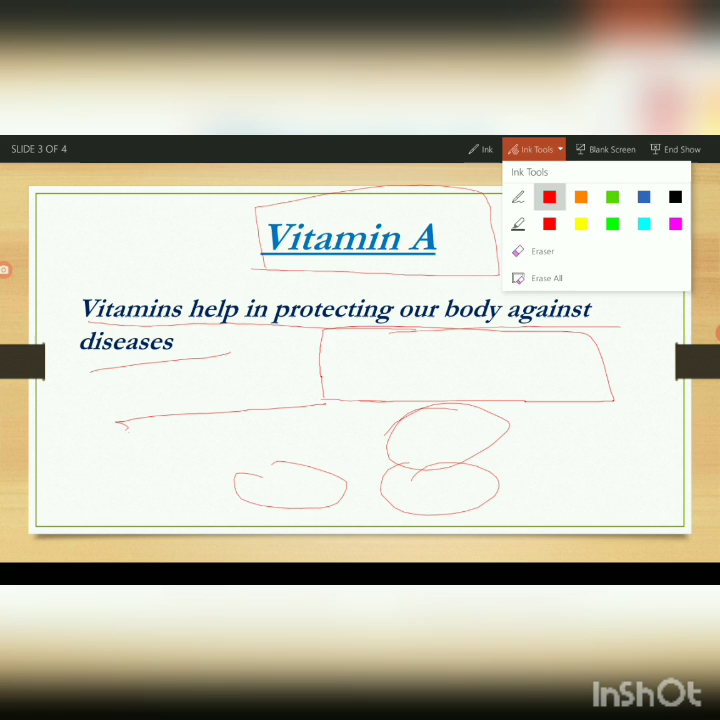 SLIDE 3 OF 4
Ink Ink Tools Blank Screen End Show
Ink Tools
Eraser
Erase All
Vitamin A
Vitamins help in protecting our body against
diseases
InShOt